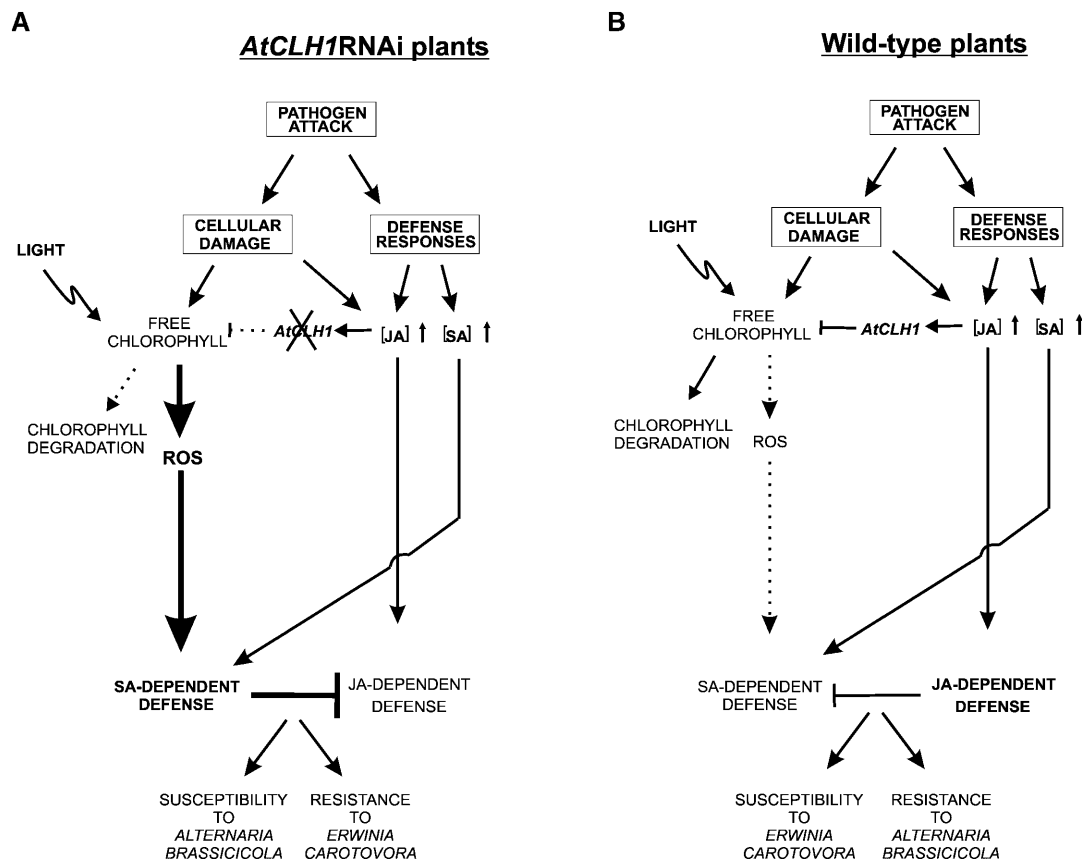 A
AtCLH1RNAi plants
PATHOGEN
ATTACK
CELLULAR
DAMAGE
DEFENSE
RESPONSES
LIGHT
FREE
CHLOROPHYLL
AtCLH1
[JA]
[SA]
CHLOROPHYLL
DEGRADATION
ROS
SA-DEPENDENT
DEFENSE
JA-DEPENDENT
DEFENSE
SUSCEPTIBILITY
TO
ALTERNARIA
BRASSICICOLA
RESISTANCE
TO
ERWINIA
CAROTOVORA
B
Wild-type plants
PATHOGEN
ATTACK
CELLULAR
DAMAGE
DEFENSE
RESPONSES
LIGHT
FREE
CHLOROPHYLL
AtCLH1
[JA]
[SA]
CHLOROPHYLL
DEGRADATION
ROS
SA-DEPENDENT
DEFENSE
JA-DEPENDENT
DEFENSE
SUSCEPTIBILITY
TO
ERWINIA
CAROTOVORA
RESISTANCE
TO
ALTERNARIA
BRASSICICOLA